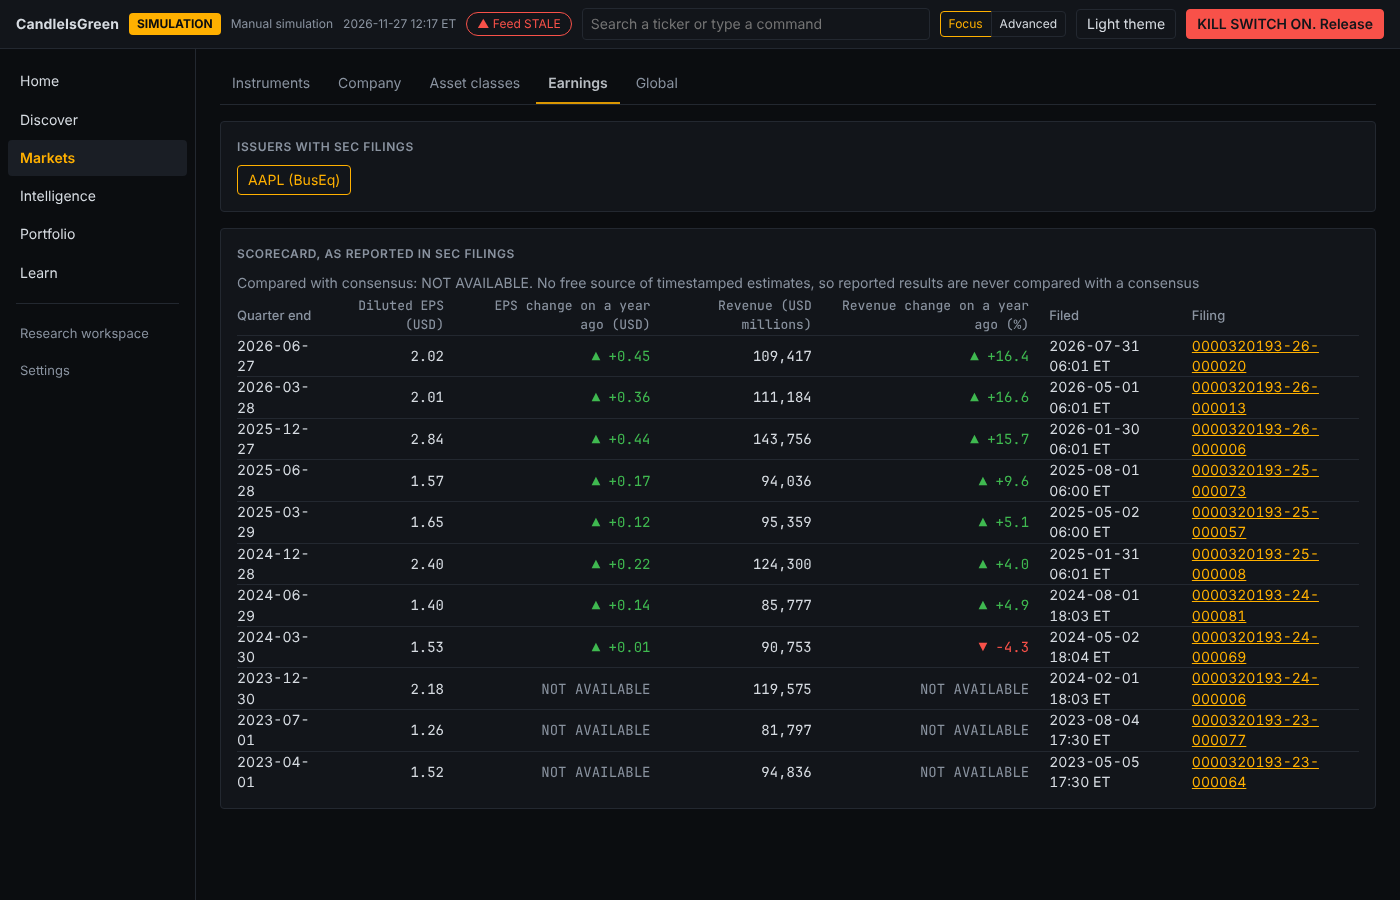 CandleIsGreen SIMULATION Manual simulation 2026-11-27 12:17 ET ▲ Feed STALE Search a ticker or type a command Focus Advanced Light theme KILL SWITCH ON. Release
Home
Discover
Markets
Intelligence
Portfolio
Learn
Research workspace
Settings
Instruments Company Asset classes Earnings Global
ISSUERS WITH SEC FILINGS
AAPL (BusEq)
SCORECARD, AS REPORTED IN SEC FILINGS
Compared with consensus: NOT AVAILABLE. No free source of timestamped estimates, so reported results are never compared with a consensus
Quarter end Diluted EPS (USD) EPS change on a year ago (USD) Revenue (USD millions) Revenue change on a year ago (%) Filed Filing
2026-06-27 2.02 ▲ +0.45 109,417 ▲ +16.4 2026-07-31 06:01 ET 0000320193-26-000020
2026-03-28 2.01 ▲ +0.36 111,184 ▲ +16.6 2026-05-01 06:01 ET 0000320193-26-000013
2025-12-27 2.84 ▲ +0.44 143,756 ▲ +15.7 2026-01-30 06:01 ET 0000320193-26-000006
2025-06-28 1.57 ▲ +0.17 94,036 ▲ +9.6 2025-08-01 06:00 ET 0000320193-25-000073
2025-03-29 1.65 ▲ +0.12 95,359 ▲ +5.1 2025-05-02 06:00 ET 0000320193-25-000057
2024-12-28 2.40 ▲ +0.22 124,300 ▲ +4.0 2025-01-31 06:01 ET 0000320193-25-000008
2024-06-29 1.40 ▲ +0.14 85,777 ▲ +4.9 2024-08-01 18:03 ET 0000320193-24-000081
2024-03-30 1.53 ▲ +0.01 90,753 ▼ -4.3 2024-05-02 18:04 ET 0000320193-24-000069
2023-12-30 2.18 NOT AVAILABLE 119,575 NOT AVAILABLE 2024-02-01 18:03 ET 0000320193-24-000006
2023-07-01 1.26 NOT AVAILABLE 81,797 NOT AVAILABLE 2023-08-04 17:30 ET 0000320193-23-000077
2023-04-01 1.52 NOT AVAILABLE 94,836 NOT AVAILABLE 2023-05-05 17:30 ET 0000320193-23-000064